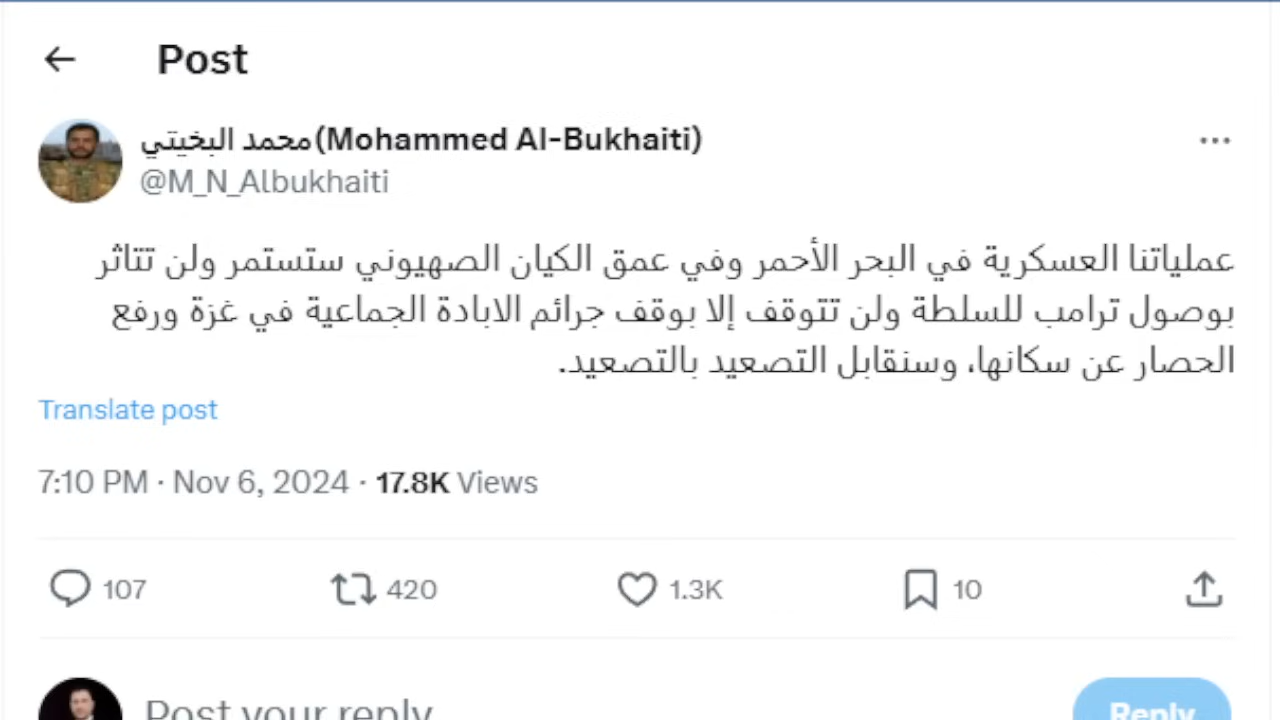 Post
محمد البخيتي(Mohammed Al-Bukhaiti)
@M_N_Albukhaiti
عملياتنا العسكرية في البحر الأحمر وفي عمق الكيان الصهيوني ستستمر ولن تتاثر
بوصول ترامب للسلطة ولن تتوقف إلا بوقف جرائم الابادة الجماعية في غزة ورفع
الحصار عن سكانها، وسنقابل التصعيد بالتصعيد.
Translate post
7:10 PM · Nov 6, 2024 · 17.8K Views
107 420 1.3K 10
Post your reply Reply